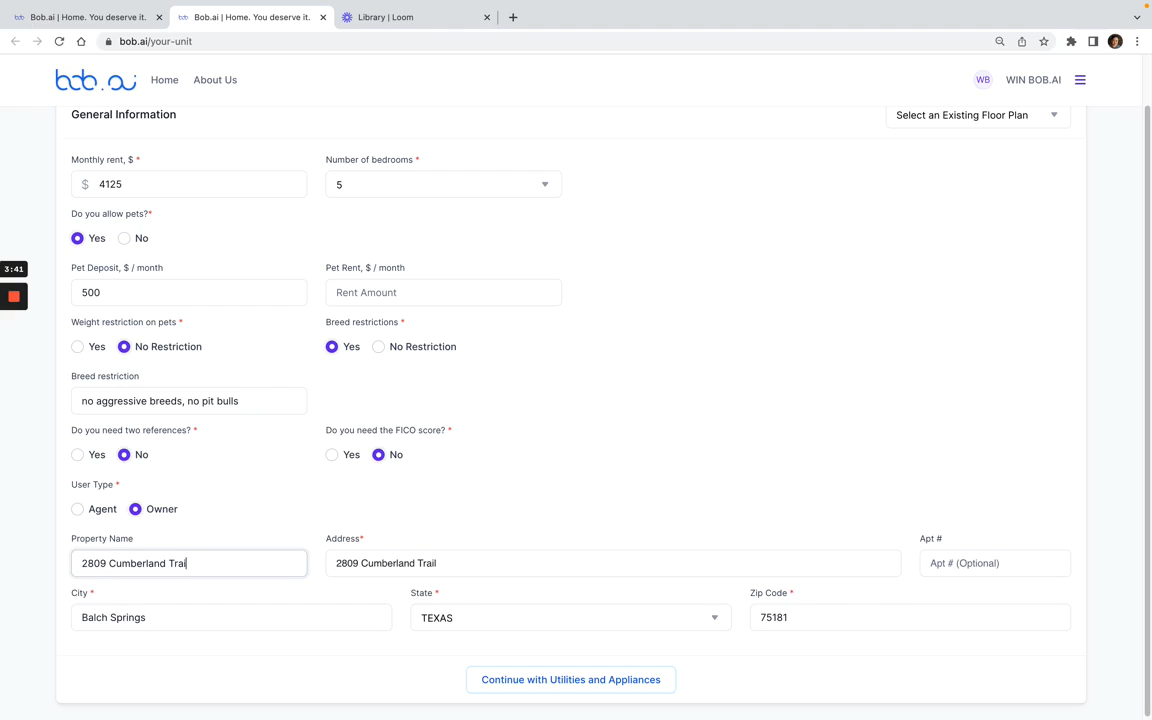 Bob.ai | Home. You deserve it.
Bob.ai | Home. You deserve it.
Library | Loom
bob.ai/your-unit
bob.ai
Home
About Us
WB
WIN BOB.AI
General Information
Select an Existing Floor Plan
Monthly rent, $ *
Number of bedrooms *
$ 4125
5
Do you allow pets?*
Yes
No
Pet Deposit, $ / month
Pet Rent, $ / month
500
Rent Amount
Weight restriction on pets *
Breed restrictions *
Yes
No Restriction
Yes
No Restriction
3:41
Breed restriction
no aggressive breeds, no pit bulls
Do you need two references? *
Do you need the FICO score? *
Yes
No
Yes
No
User Type *
Agent
Owner
Property Name
Address*
Apt #
2809 Cumberland Trai
2809 Cumberland Trail
Apt # (Optional)
City *
State *
Zip Code *
Balch Springs
TEXAS
75181
Continue with Utilities and Appliances